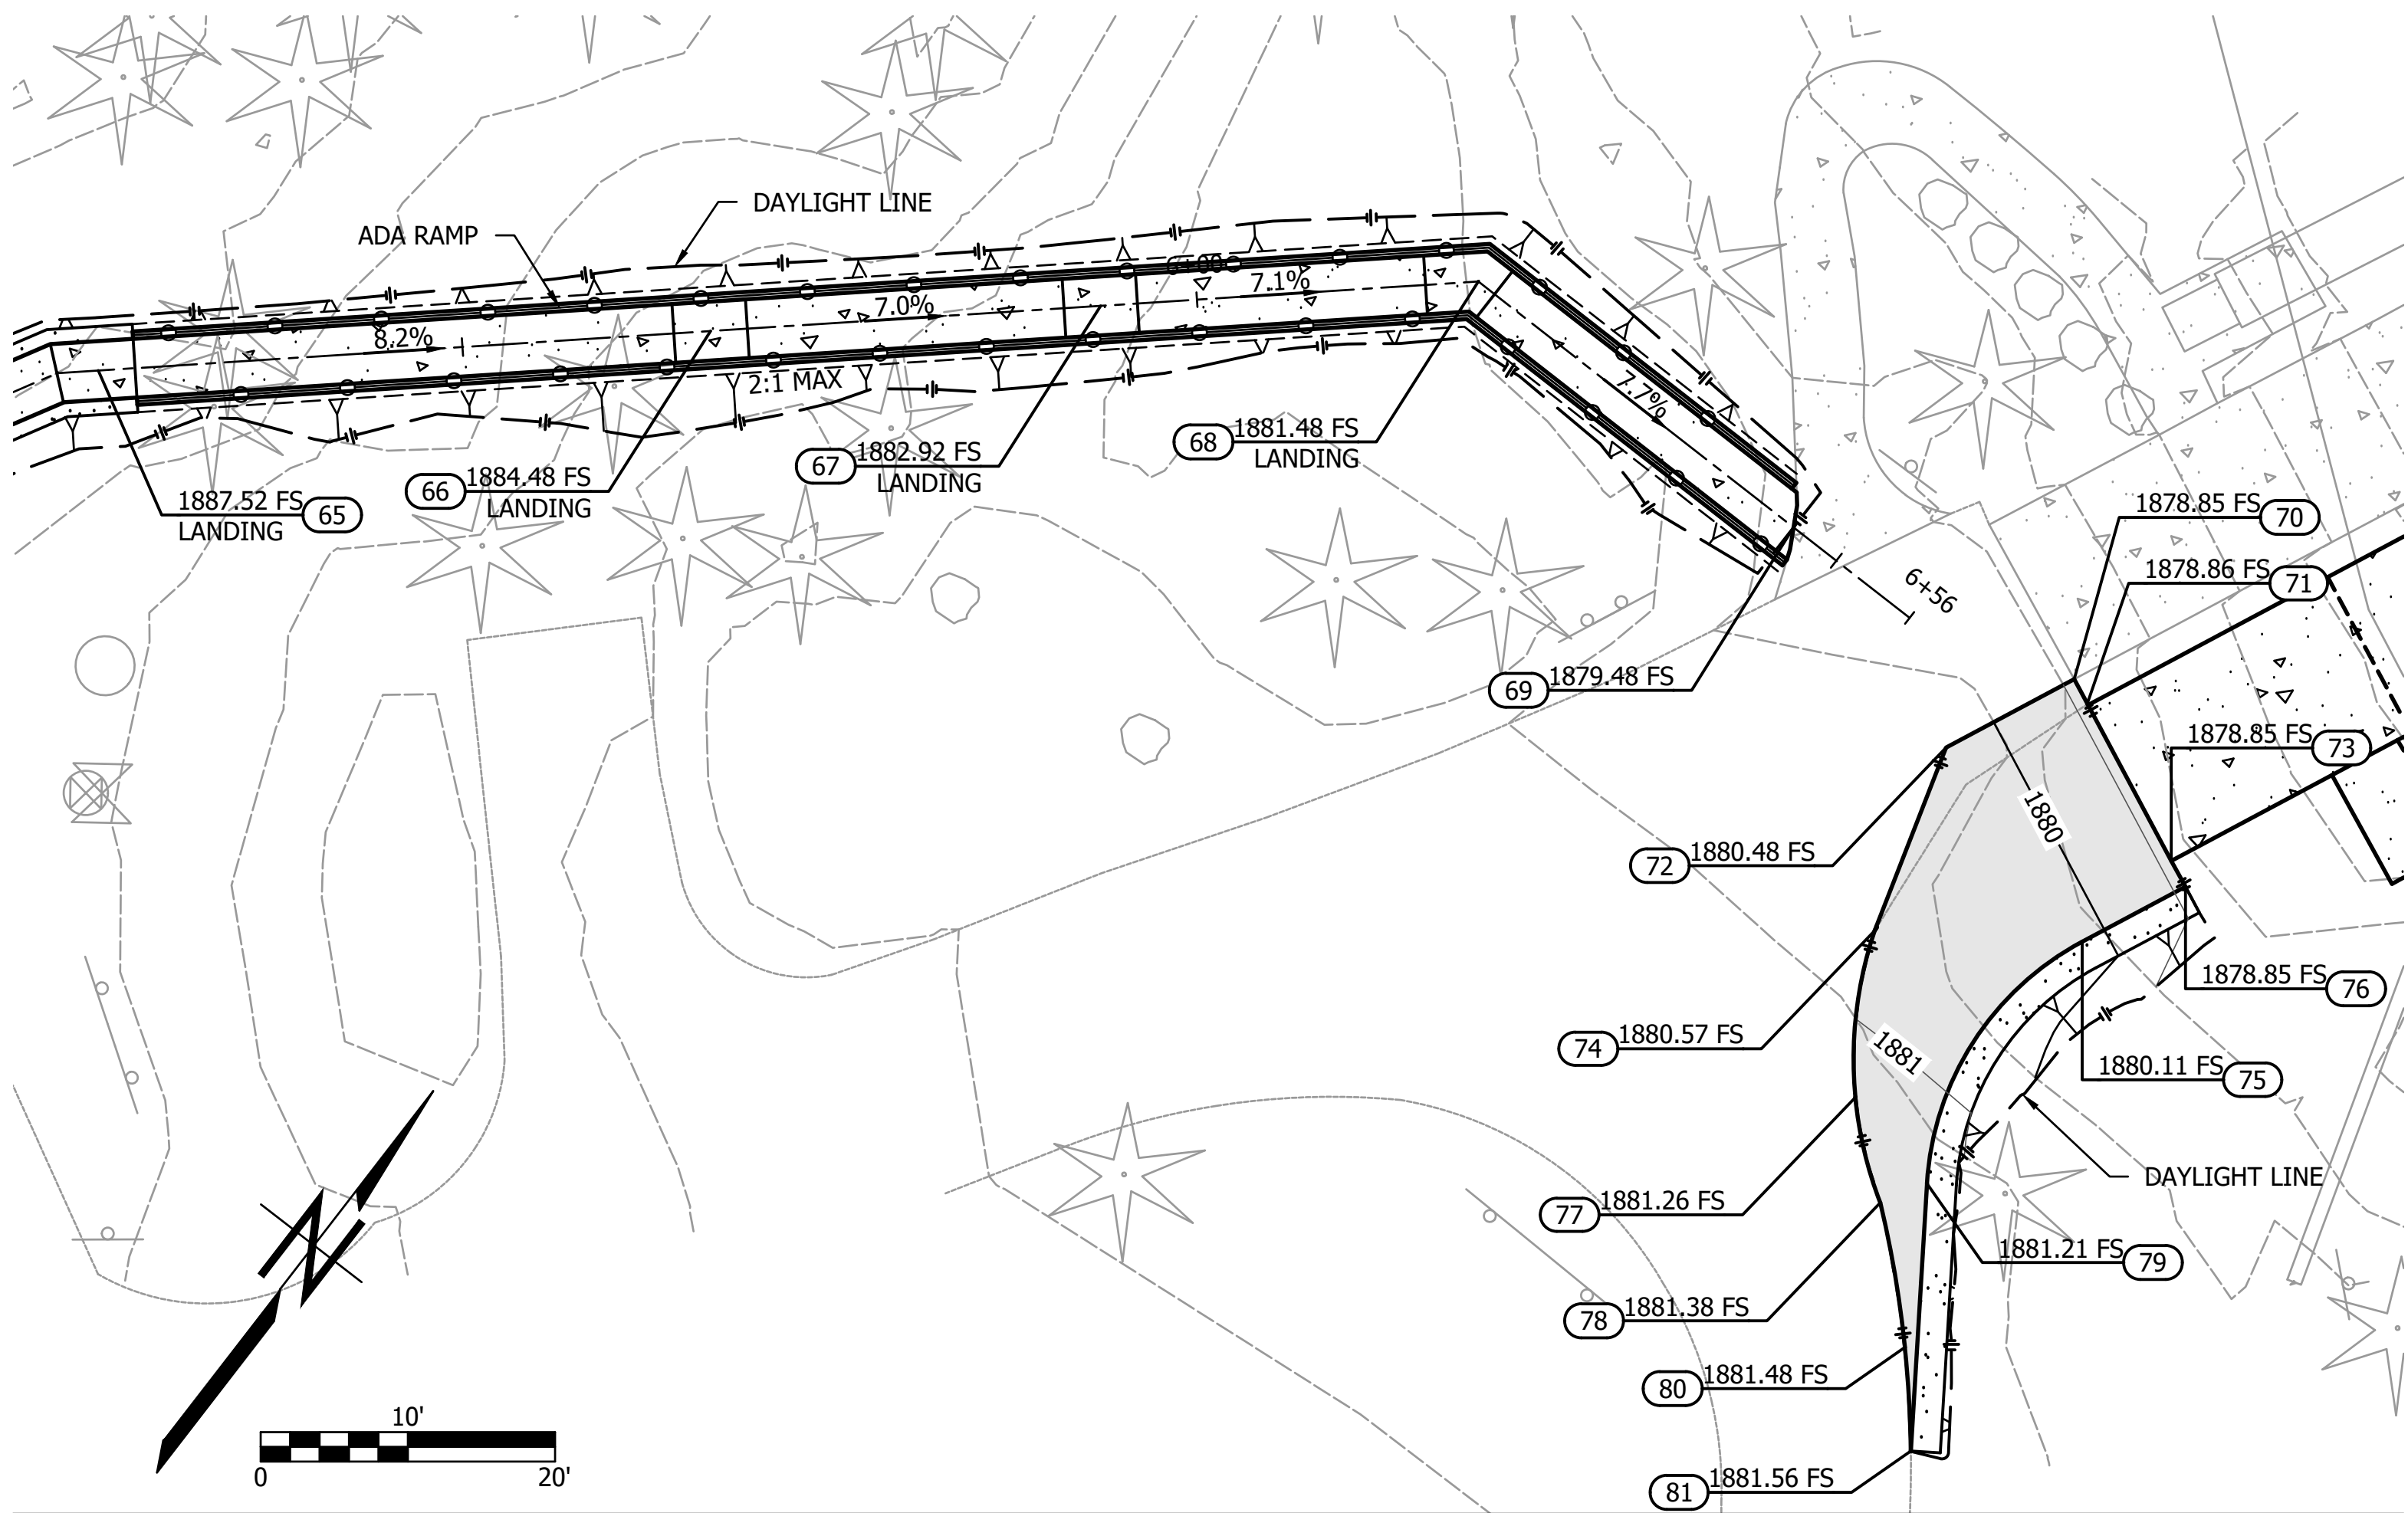 DAYLIGHT LINE
ADA RAMP
6+00
7.1%
7.0%
8.2%
2:1 MAX
7.7%
68 1881.48 FS
LANDING
67 1882.92 FS
LANDING
66 1884.48 FS
LANDING
1887.52 FS 65
LANDING
1878.85 FS 70
1878.86 FS 71
6+56
69 1879.48 FS
1878.85 FS 73
1880
72 1880.48 FS
1878.85 FS 76
74 1880.57 FS
1881
1880.11 FS 75
DAYLIGHT LINE
77 1881.26 FS
1881.21 FS 79
78 1881.38 FS
80 1881.48 FS
81 1881.56 FS
N
10'
0 20'